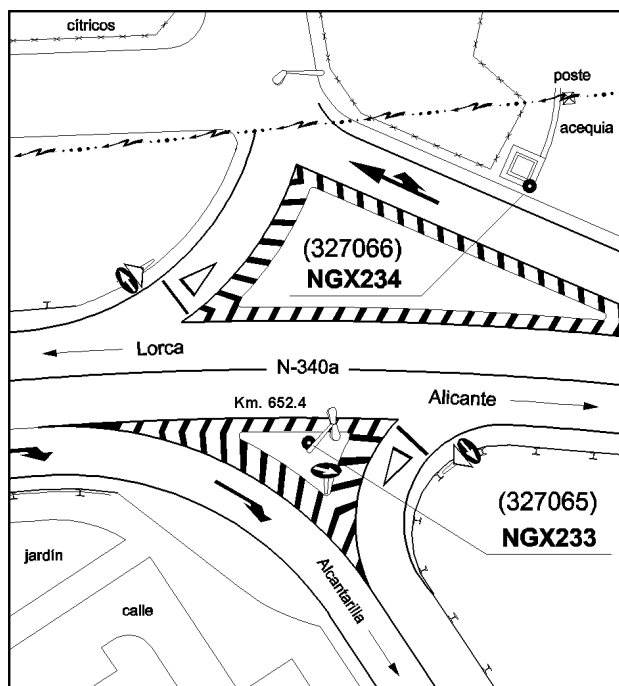 cítricos
poste
acequia
(327066)
NGX234
Lorca
N-340a
Km. 652.4
Alicante
(327065)
NGX233
jardín
calle
Alcantarilla